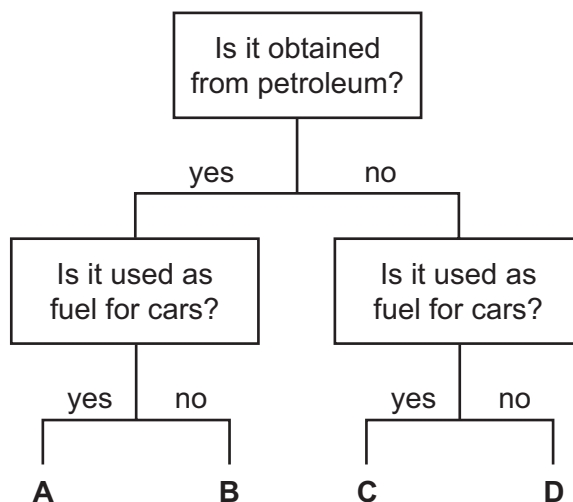 Is it obtained
from petroleum?
yes no
Is it used as
fuel for cars?
Is it used as
fuel for cars?
yes no
yes no
A B C D